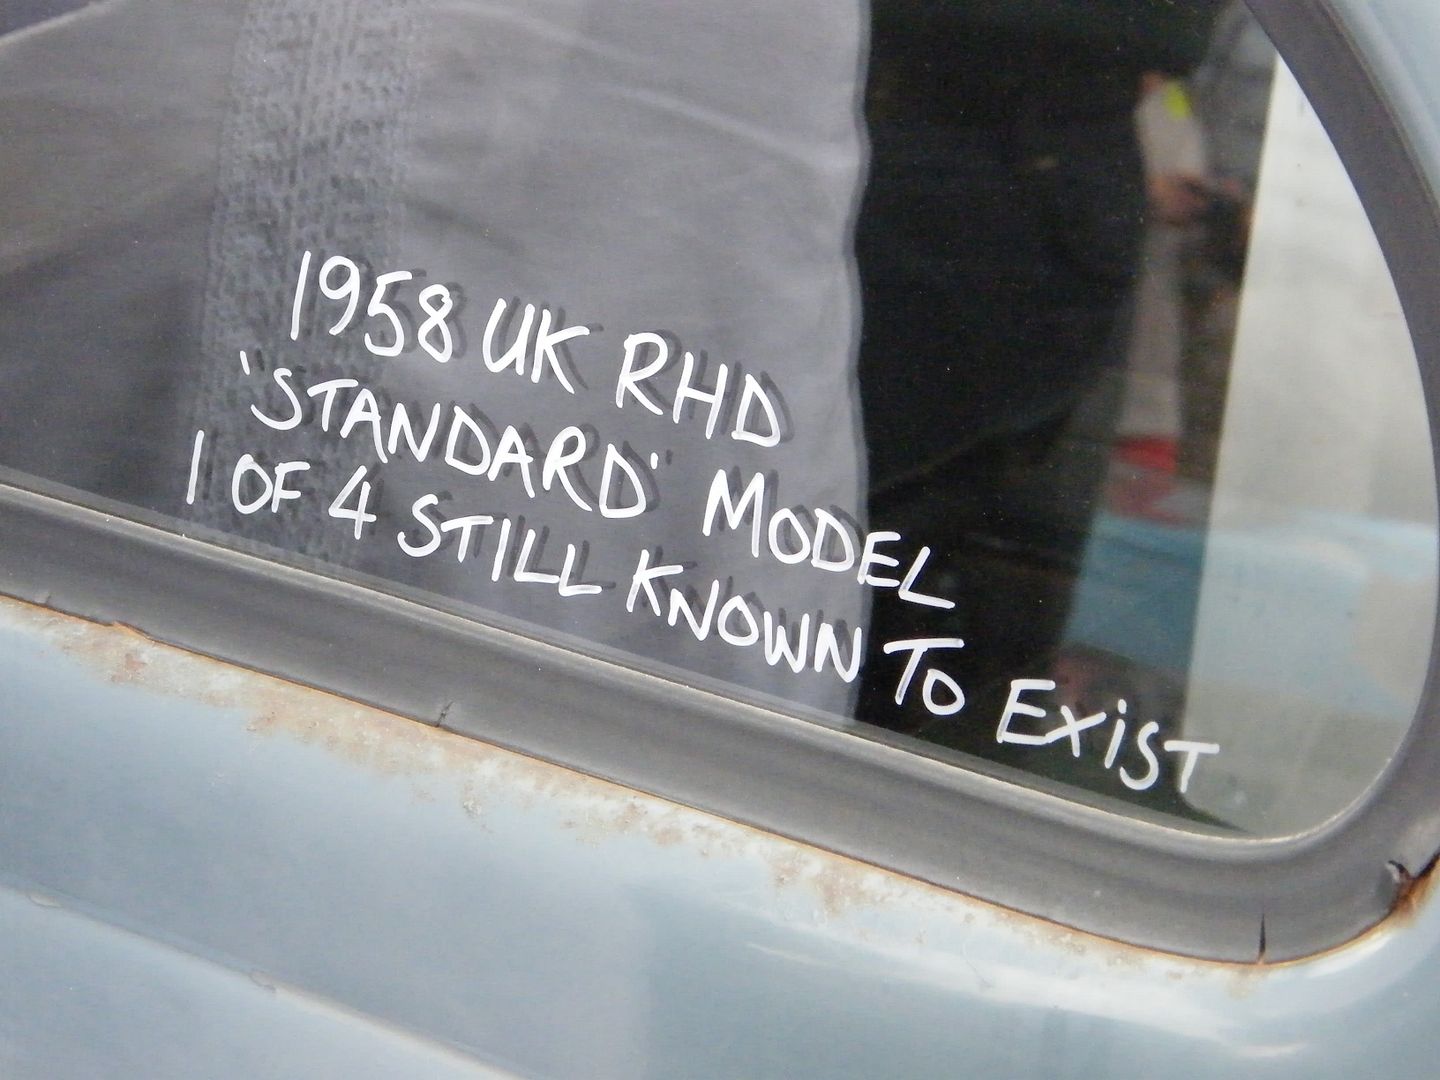 1958 UK RHD
'STANDARD' MODEL
1 OF 4 STILL KNOWN TO EXiST